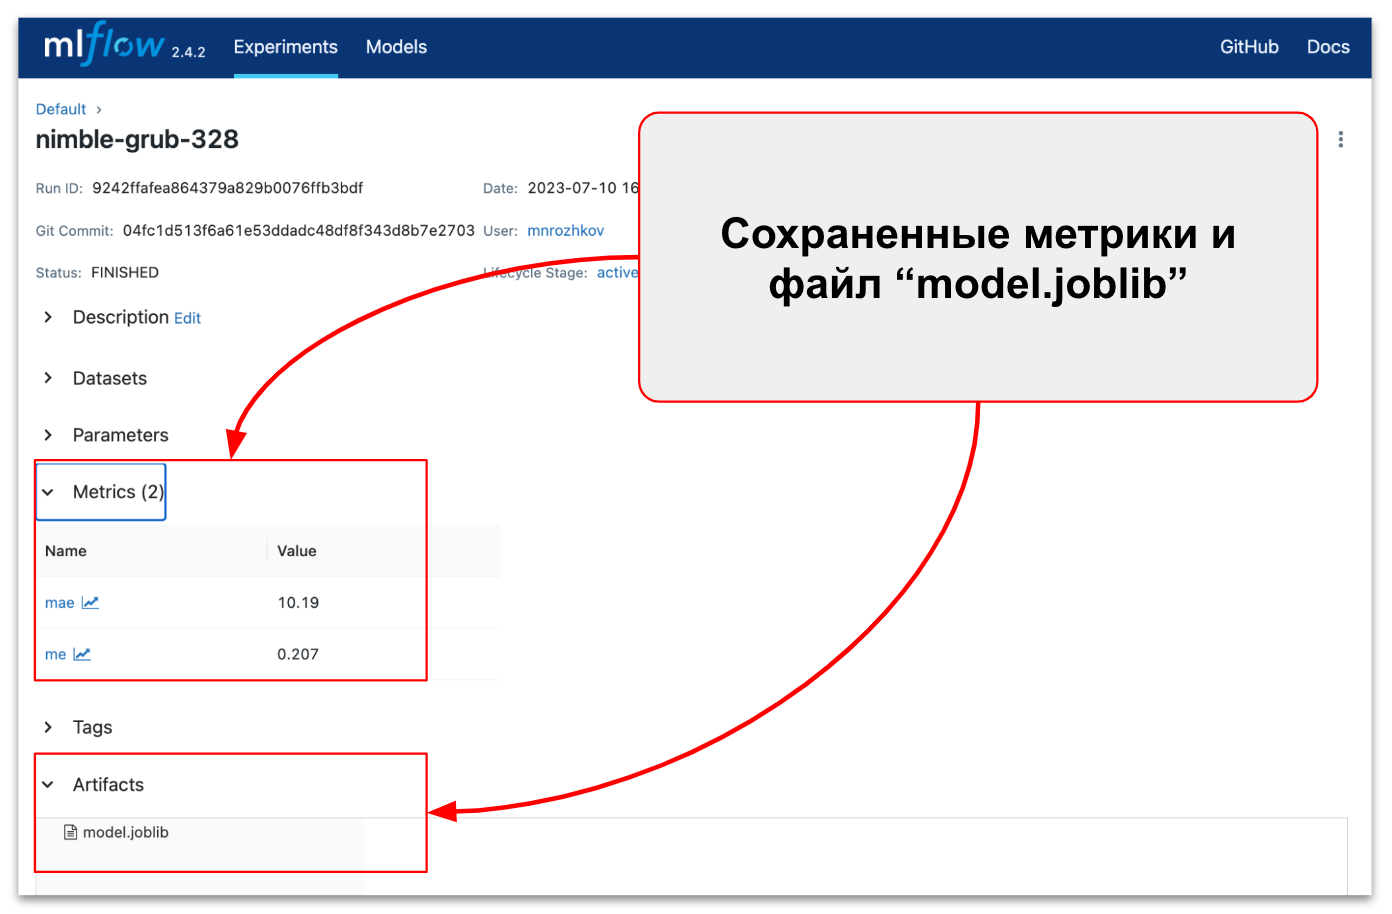 mlflow 2.4.2 Experiments Models GitHub Docs
Default
nimble-grub-328
Run ID: 9242ffafea864379a829b0076ffb3bdf Date: 2023-07-10 16
Git Commit: 04fc1d513f6a61e53ddadc48df8f343d8b7e2703 User: mnrozhkov
Status: FINISHED Lifecycle Stage: active
Сохраненные метрики и
файл “model.joblib”
Description Edit
Datasets
Parameters
Metrics (2)
Name Value
mae 10.19
me 0.207
Tags
Artifacts
model.joblib